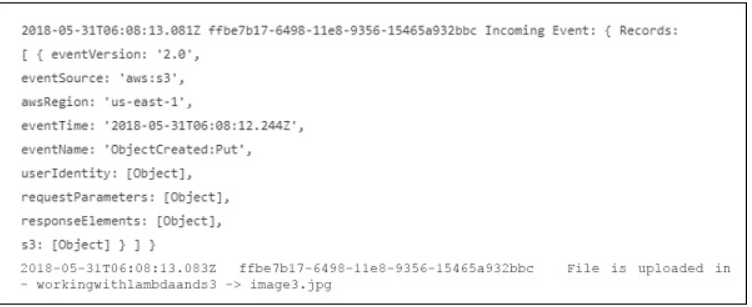 2018-05-31T06:08:13.081Z ffbe7b17-6498-11e8-9356-15465a932bbc Incoming Event: { Records:
[ { eventVersion: '2.0',
eventSource: 'aws:s3',
awsRegion: 'us-east-1',
eventTime: '2018-05-31T06:08:12.244Z',
eventName: 'ObjectCreated:Put',
userIdentity: [Object],
requestParameters: [Object],
responseElements: [Object],
s3: [Object] } ] }
2018-05-31T06:08:13.083Z ffbe7b17-6498-11e8-9356-15465a932bbc File is uploaded in
- workingwithlambdaands3 -> image3.jpg